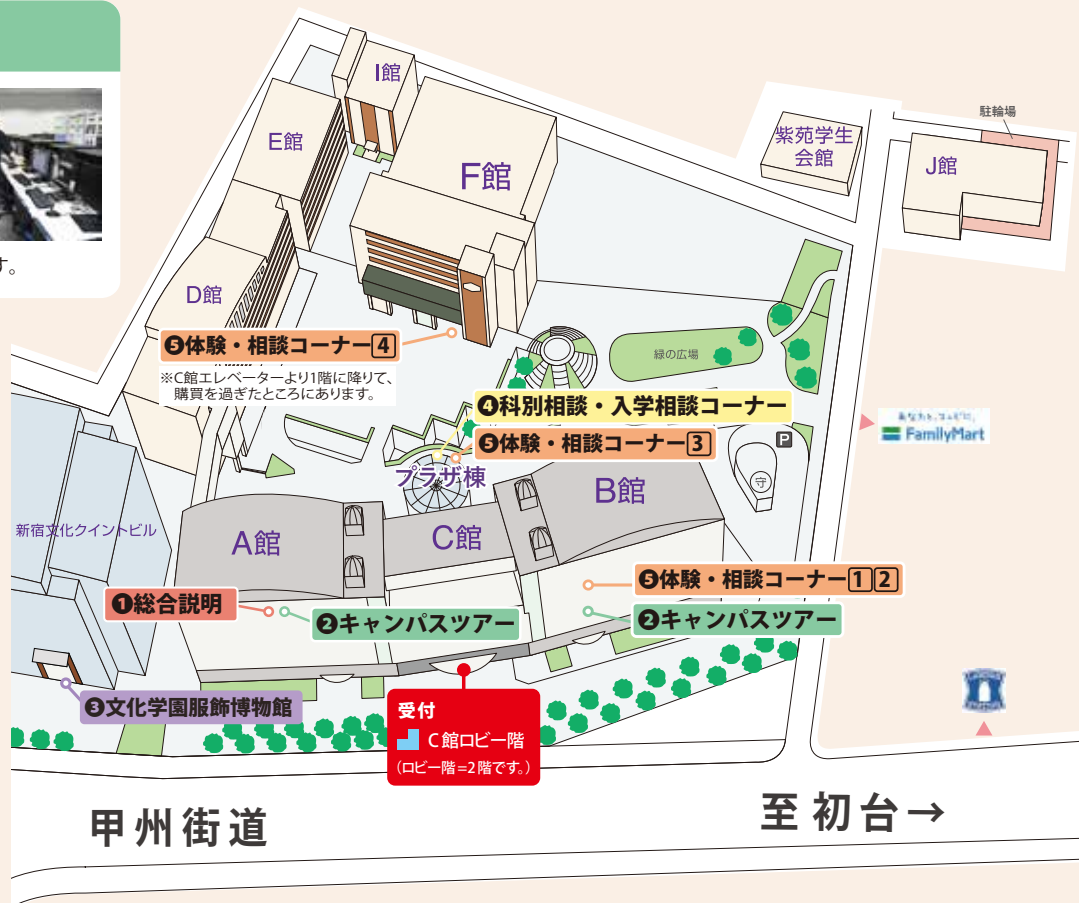 す。
I館
E館
F館
D館
紫苑学生
会館
駐輪場
J館
❺体験・相談コーナー4
※C館エレベーターより1階に降りて、
購買を過ぎたところにあります。
緑の広場
❹科別相談・入学相談コーナー
❺体験・相談コーナー3
プラザ棟
P
守
あなたと、コンビに、
FamilyMart
新宿文化クイントビル
A館
C館
B館
❶総合説明
❷キャンパスツアー
❺体験・相談コーナー12
❷キャンパスツアー
❸文化学園服飾博物館
受付
C館ロビー階
(ロビー階=2階です。)
甲州街道
至 初台→